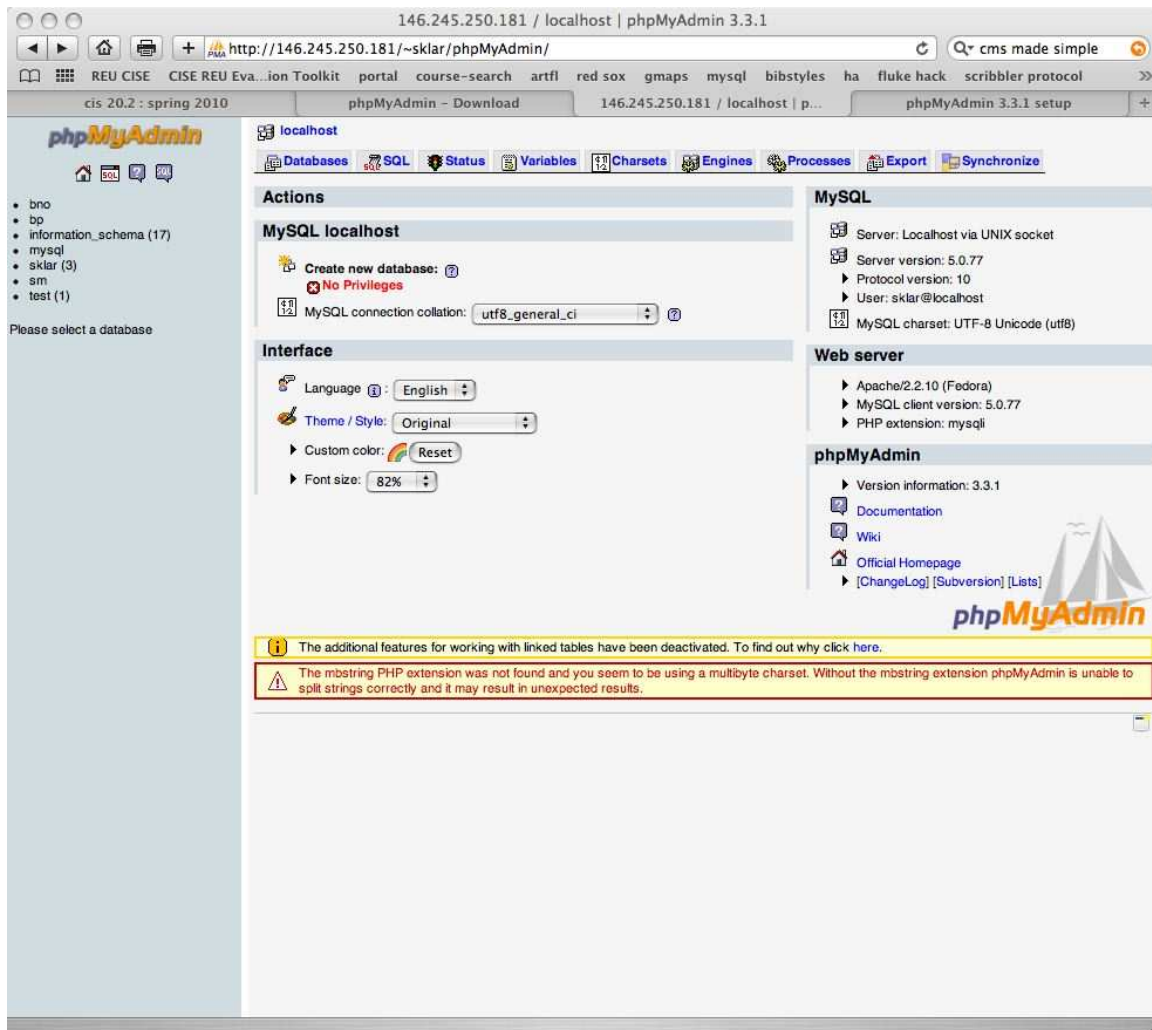 146.245.250.181 / localhost | phpMyAdmin 3.3.1
http://146.245.250.181/~sklar/phpMyAdmin/
cms made simple
REU CISE CISE REU Eva...ion Toolkit portal course-search artfl red sox gmaps mysql bibstyles ha fluke hack scribbler protocol
cis 20.2 : spring 2010
phpMyAdmin – Download
146.245.250.181 / localhost | p...
phpMyAdmin 3.3.1 setup
phpMyAdmin
bno
bp
information_schema (17)
mysql
sklar (3)
sm
test (1)
Please select a database
localhost
Databases SQL Status Variables Charsets Engines Processes Export Synchronize
Actions
MySQL localhost
Create new database:
No Privileges
MySQL connection collation: utf8_general_ci
Interface
Language : English
Theme / Style: Original
Custom color: Reset
Font size: 82%
MySQL
Server: Localhost via UNIX socket
Server version: 5.0.77
Protocol version: 10
User: sklar@localhost
MySQL charset: UTF-8 Unicode (utf8)
Web server
Apache/2.2.10 (Fedora)
MySQL client version: 5.0.77
PHP extension: mysqli
phpMyAdmin
Version information: 3.3.1
Documentation
Wiki
Official Homepage
[ChangeLog] [Subversion] [Lists]
phpMyAdmin
The additional features for working with linked tables have been deactivated. To find out why click here.
The mbstring PHP extension was not found and you seem to be using a multibyte charset. Without the mbstring extension phpMyAdmin is unable to
split strings correctly and it may result in unexpected results.